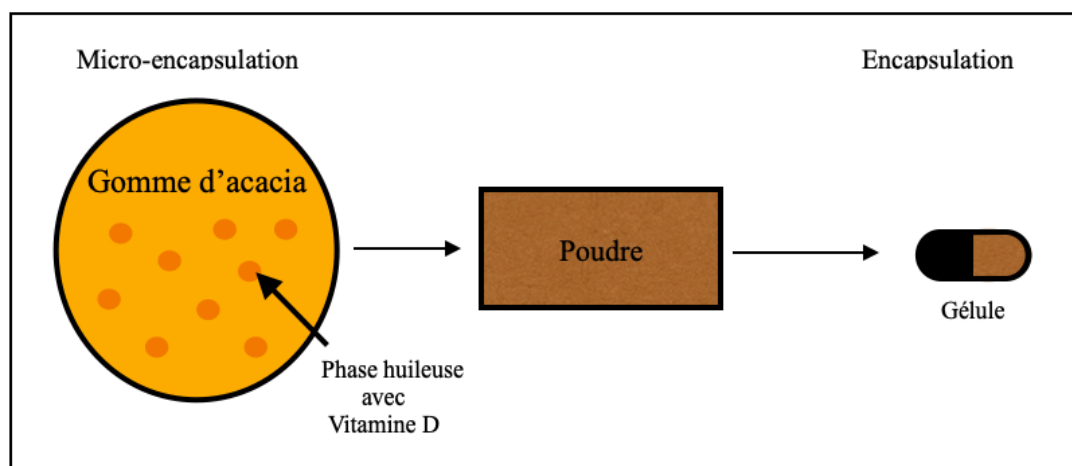 Micro-encapsulation
Encapsulation
Gomme d’acacia
Poudre
Gélule
Phase huileuse
avec
Vitamine D